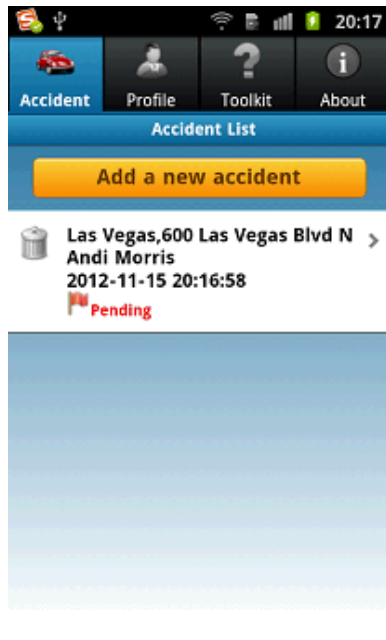 20:17
Accident Profile Toolkit About
Accident List
Add a new accident
Las Vegas,600 Las Vegas Blvd N
Andi Morris
2012-11-15 20:16:58
Pending